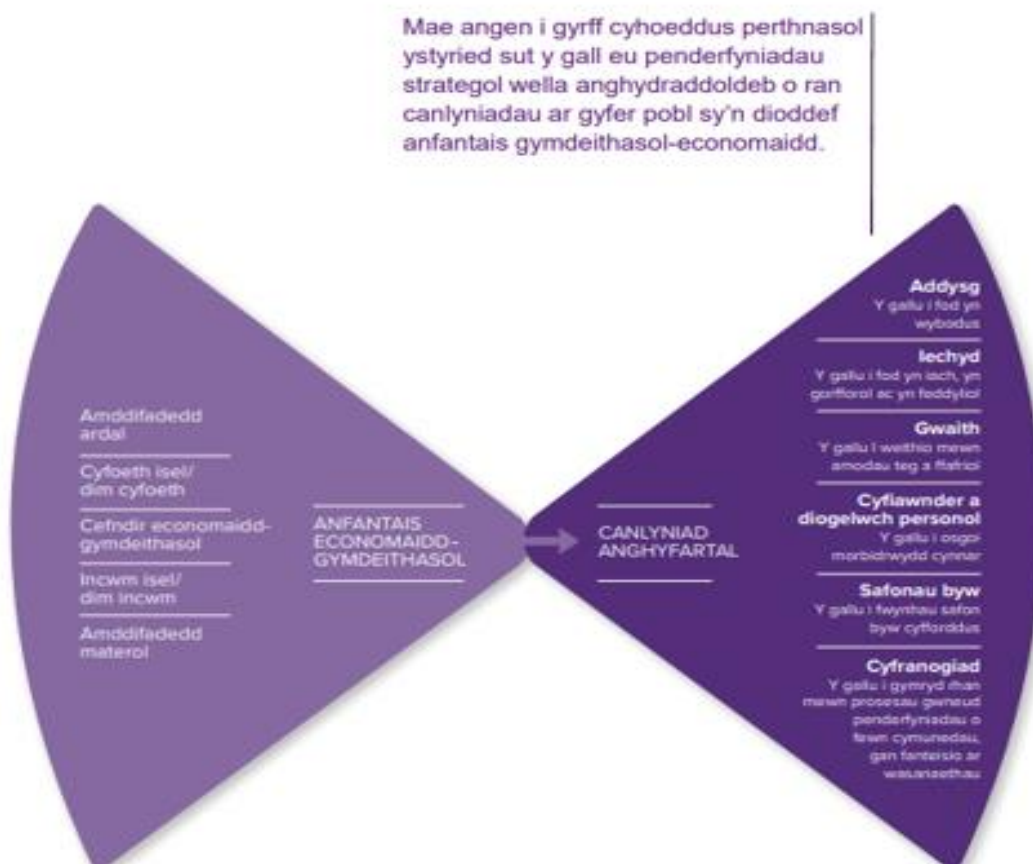 Mae angen i gyrff cyhoeddus perthnasol
ystyried sut y gall eu penderfyniadau
strategol wella anghydraddoldeb o ran
canlyniadau ar gyfer pobl sy'n dioddef
anfantais gymdeithasol-economaidd.
Amddifadedd
ardal
Cyfoeth isel/
dim cyfoeth
Cefndir economaidd-
gymdeithasol
Incwm isel/
dim incwm
Amddifadedd
materol
ANFANTAIS
ECONOMAIDD-
GYMDEITHASOL
CANLYNIAD
ANGHYFARTAL
Addysg
Y gallu i fod yn
wybodus
Iechyd
Y gallu i fod yn iach, yn
gorfforol ac yn feddyliol
Gwaith
Y gallu i weithio mewn
amodau teg a ffafriol
Cyfiawnder a
diogelwch personol
Y gallu i osgoi
morbidrwydd cynnar
Safonau byw
Y gallu i fwynhau safon
byw cyfforddus
Cyfranogiad
Y gallu i gymryd rhan
mewn prosesau gwneud
penderfyniadau o
fewn cymunedau,
gan fanteisio ar
wasanaethau